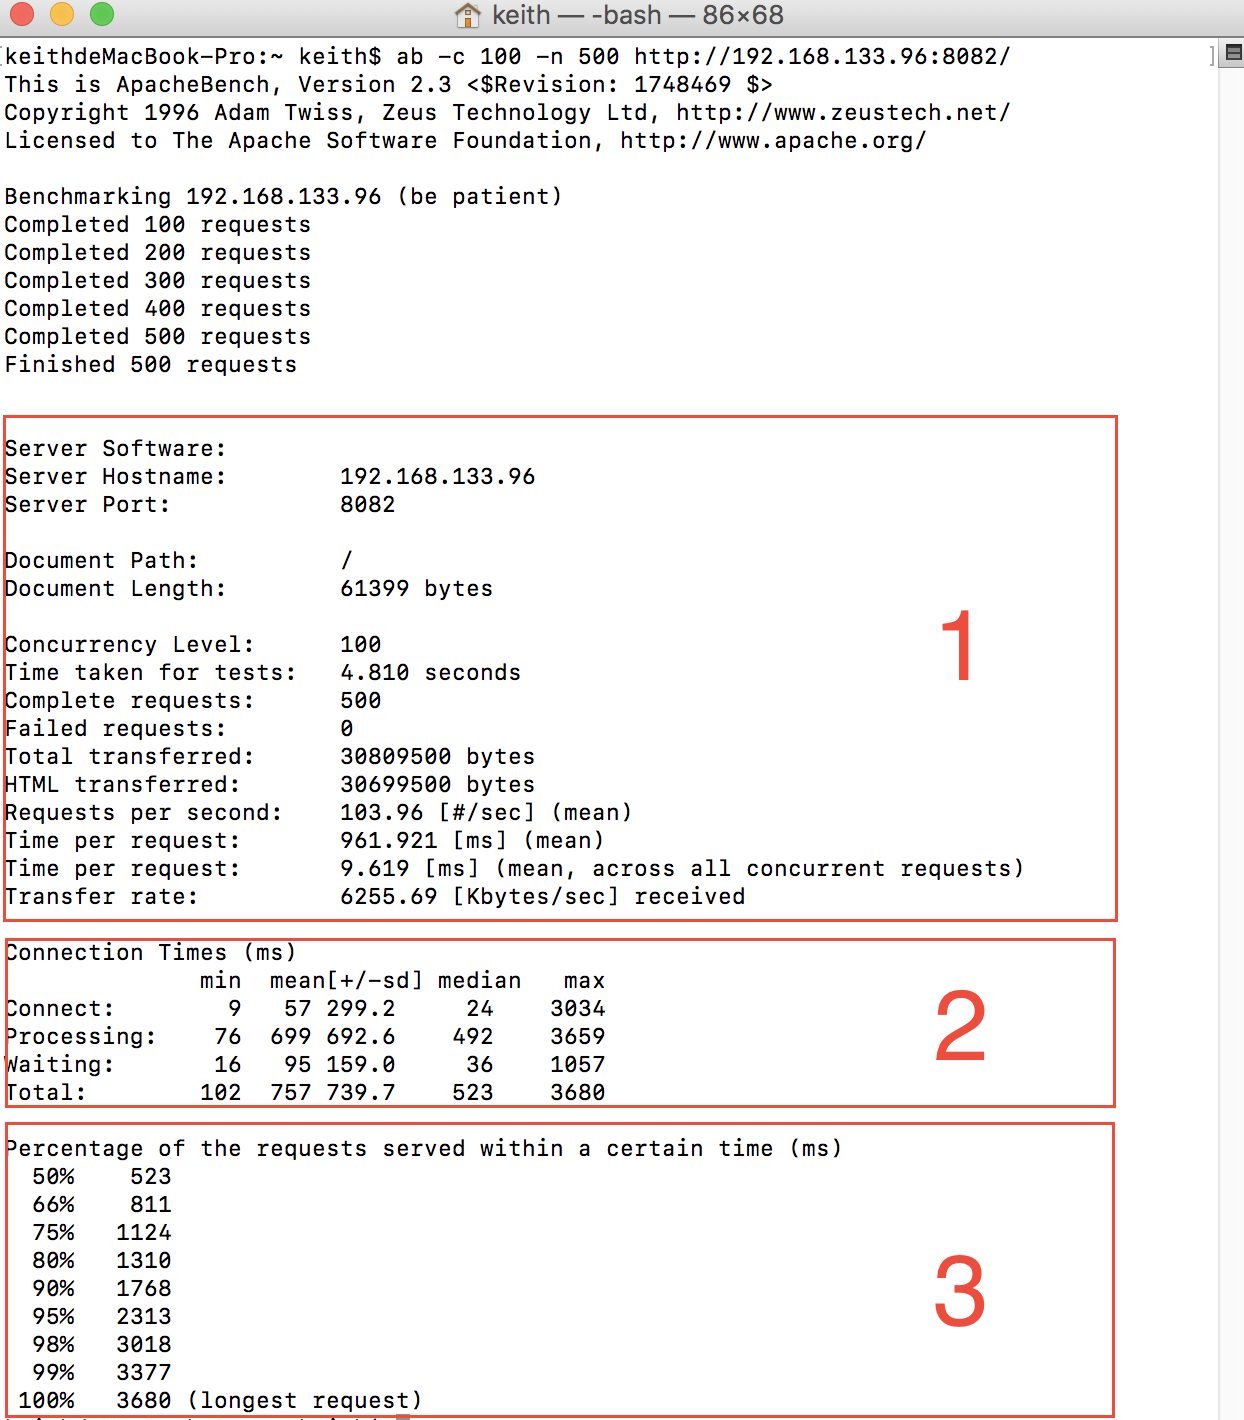 keith — -bash — 86×68
keithdeMacBook-Pro:~ keith$ ab -c 100 -n 500 http://192.168.133.96:8082/
This is ApacheBench, Version 2.3 <$Revision: 1748469 $>
Copyright 1996 Adam Twiss, Zeus Technology Ltd, http://www.zeustech.net/
Licensed to The Apache Software Foundation, http://www.apache.org/
Benchmarking 192.168.133.96 (be patient)
Completed 100 requests
Completed 200 requests
Completed 300 requests
Completed 400 requests
Completed 500 requests
Finished 500 requests
Server Software:
Server Hostname:        192.168.133.96
Server Port:            8082
Document Path:          /
Document Length:        61399 bytes
1
Concurrency Level:      100
Time taken for tests:   4.810 seconds
Complete requests:      500
Failed requests:        0
Total transferred:      30809500 bytes
HTML transferred:       30699500 bytes
Requests per second:    103.96 [#/sec] (mean)
Time per request:       961.921 [ms] (mean)
Time per request:       9.619 [ms] (mean, across all concurrent requests)
Transfer rate:          6255.69 [Kbytes/sec] received
Connection Times (ms)
              min  mean[+/-sd] median   max
Connect:        9   57 299.2     24    3034
2
Processing:    76  699 692.6    492    3659
Waiting:       16   95 159.0     36    1057
Total:        102  757 739.7    523    3680
Percentage of the requests served within a certain time (ms)
  50%    523
  66%    811
  75%   1124
  80%   1310
3
  90%   1768
  95%   2313
  98%   3018
  99%   3377
 100%   3680 (longest request)